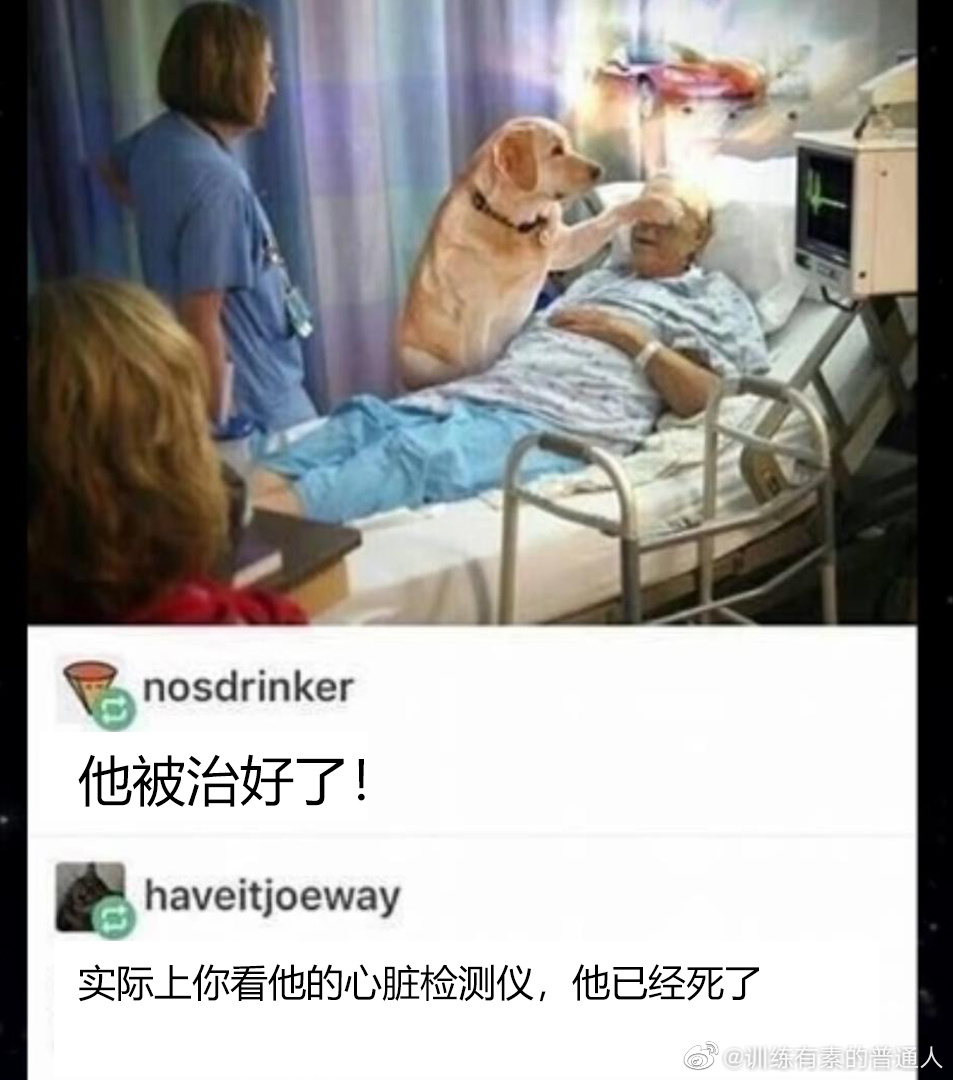 nosdrinker
他被治好了！
haveitjoeway
实际上你看他的心脏检测仪，他已经死了
@训练有素的普通人